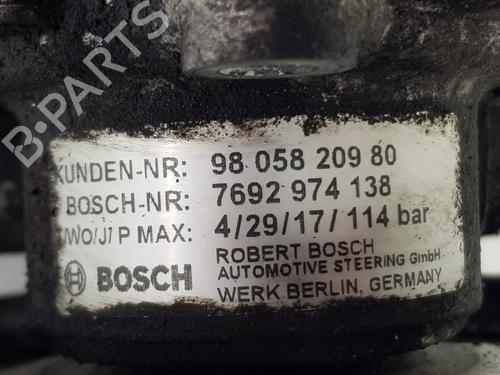 B-PARTS
KUNDEN-NR: 98 058 209 80
BOSCH-NR: 7692 974 138
/WO/J/ P MAX: 4/29/17/114 bar
BOSCH
ROBERT BOSCH
AUTOMOTIVE STEERING GmbH
WERK BERLIN, GERMANY